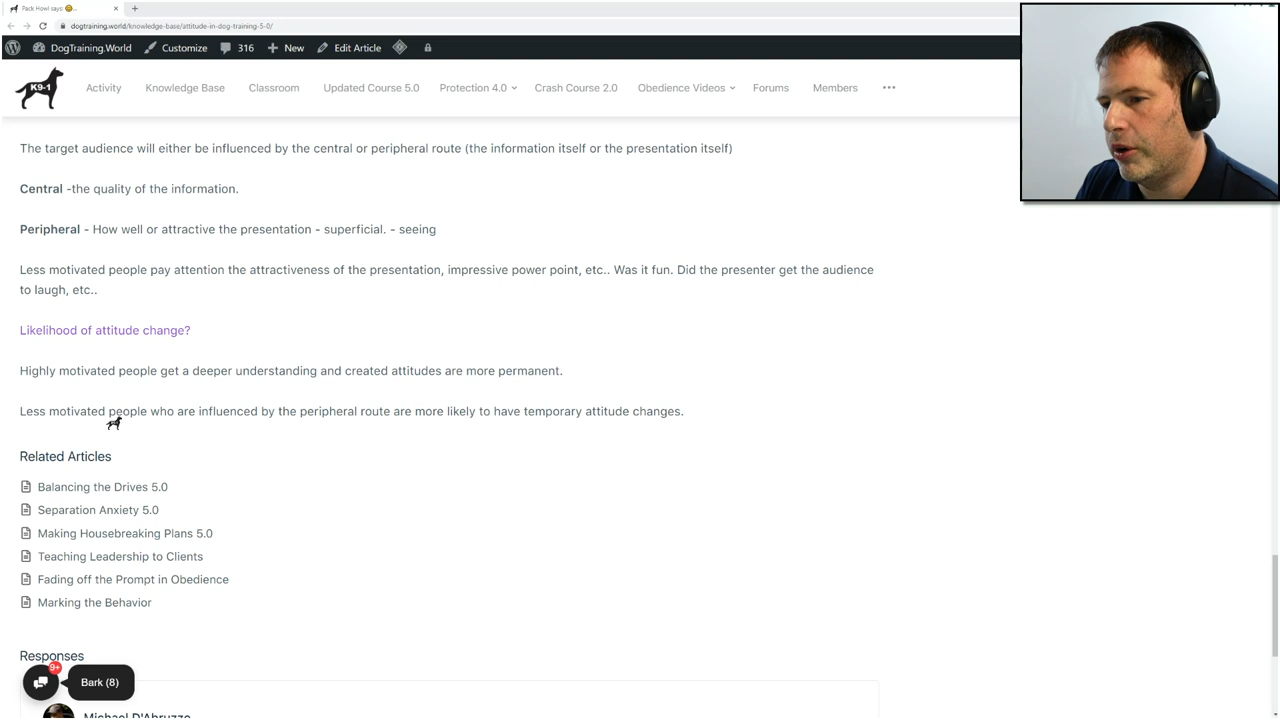 Pack Howl says: 😊...
dogtraining.world/knowledge-base/attitude-in-dog-training-5-0/
DogTraining.World Customize 316 New Edit Article
K9-1 Activity Knowledge Base Classroom Updated Course 5.0 Protection 4.0 Crash Course 2.0 Obedience Videos Forums Members
The target audience will either be influenced by the central or peripheral route (the information itself or the presentation itself)
Central -the quality of the information.
Peripheral - How well or attractive the presentation - superficial. - seeing
Less motivated people pay attention the attractiveness of the presentation, impressive power point, etc.. Was it fun. Did the presenter get the audience
to laugh, etc..
Likelihood of attitude change?
Highly motivated people get a deeper understanding and created attitudes are more permanent.
Less motivated people who are influenced by the peripheral route are more likely to have temporary attitude changes.
Related Articles
Balancing the Drives 5.0
Separation Anxiety 5.0
Making Housebreaking Plans 5.0
Teaching Leadership to Clients
Fading off the Prompt in Obedience
Marking the Behavior
Responses
9+
Bark (8)
Michael D'Abruzzo